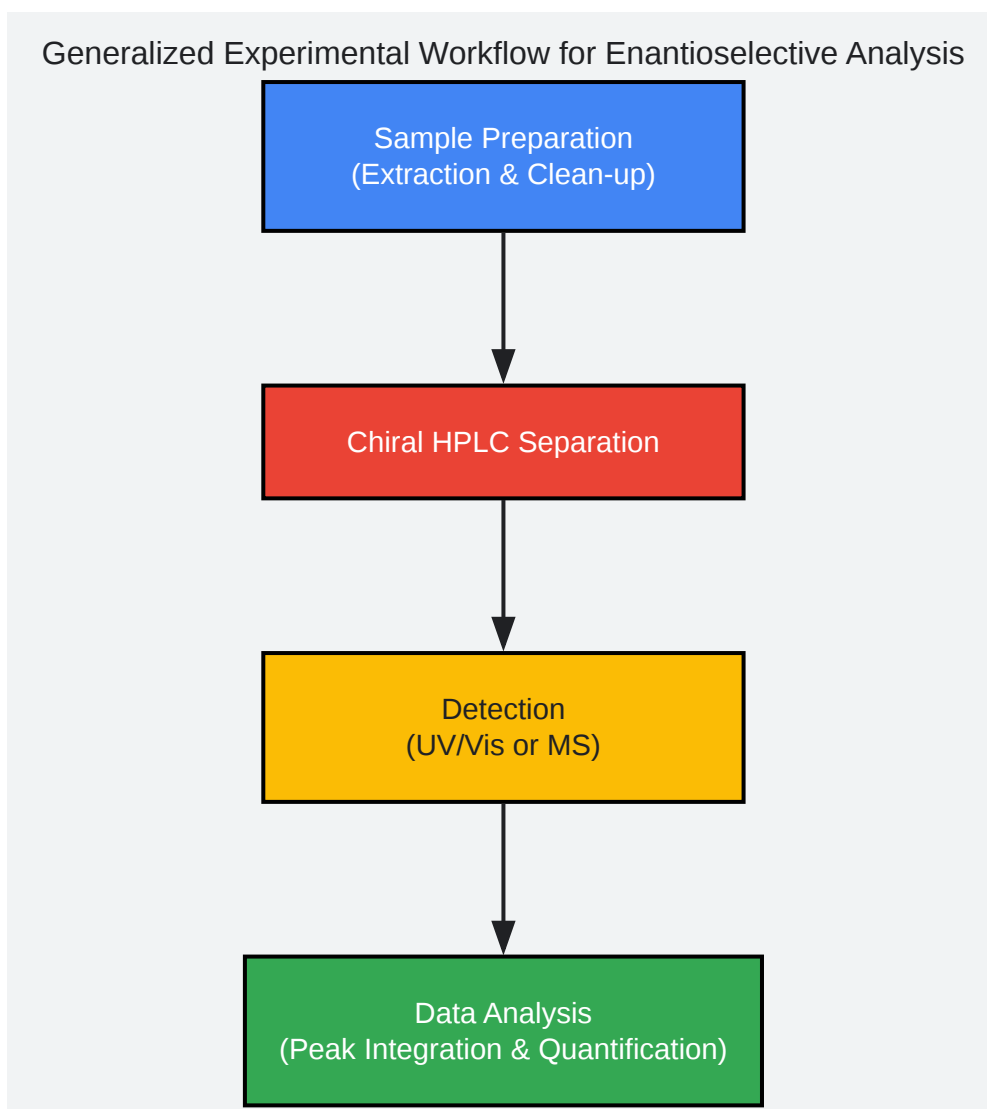 Generalized Experimental Workflow for Enantioselective Analysis
Sample Preparation
(Extraction & Clean-up)
Chiral HPLC Separation
Detection
(UV/Vis or MS)
Data Analysis
(Peak Integration & Quantification)